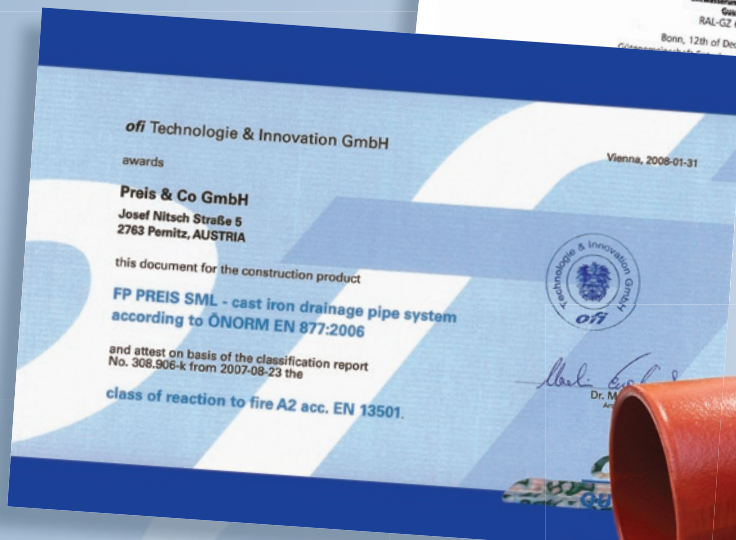 RAL-GZ
Bonn, 12th of Dec
ofi Technologie & Innovation GmbH
Vienna, 2008-01-31
awards
Preis & Co GmbH
Josef Nitsch Straße 5
2763 Pernitz, AUSTRIA
this document for the construction product
FP PREIS SML - cast iron drainage pipe system
according to ÖNORM EN 877:2006
and attest on basis of the classification report
No. 308.906-k from 2007-08-23 the
class of reaction to fire A2 acc. EN 13501.
Technologie & Innovation GmbH
ofi
Dr. M